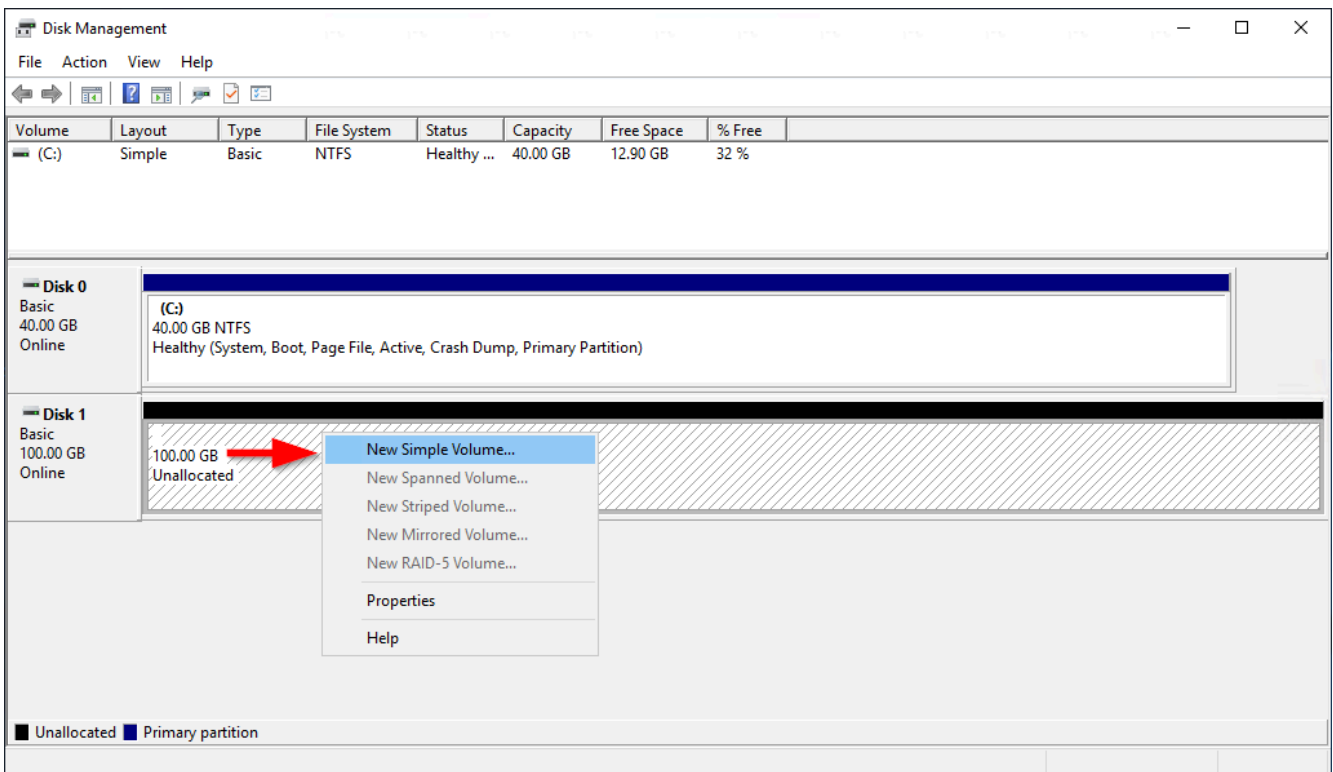 Disk Management
File Action View Help
Volume Layout Type File System Status Capacity Free Space % Free
(C:) Simple Basic NTFS Healthy ... 40.00 GB 12.90 GB 32 %
Disk 0
Basic
40.00 GB
Online
(C:)
40.00 GB NTFS
Healthy (System, Boot, Page File, Active, Crash Dump, Primary Partition)
Disk 1
Basic
100.00 GB
Online
100.00 GB
Unallocated
New Simple Volume...
New Spanned Volume...
New Striped Volume...
New Mirrored Volume...
New RAID-5 Volume...
Properties
Help
Unallocated Primary partition